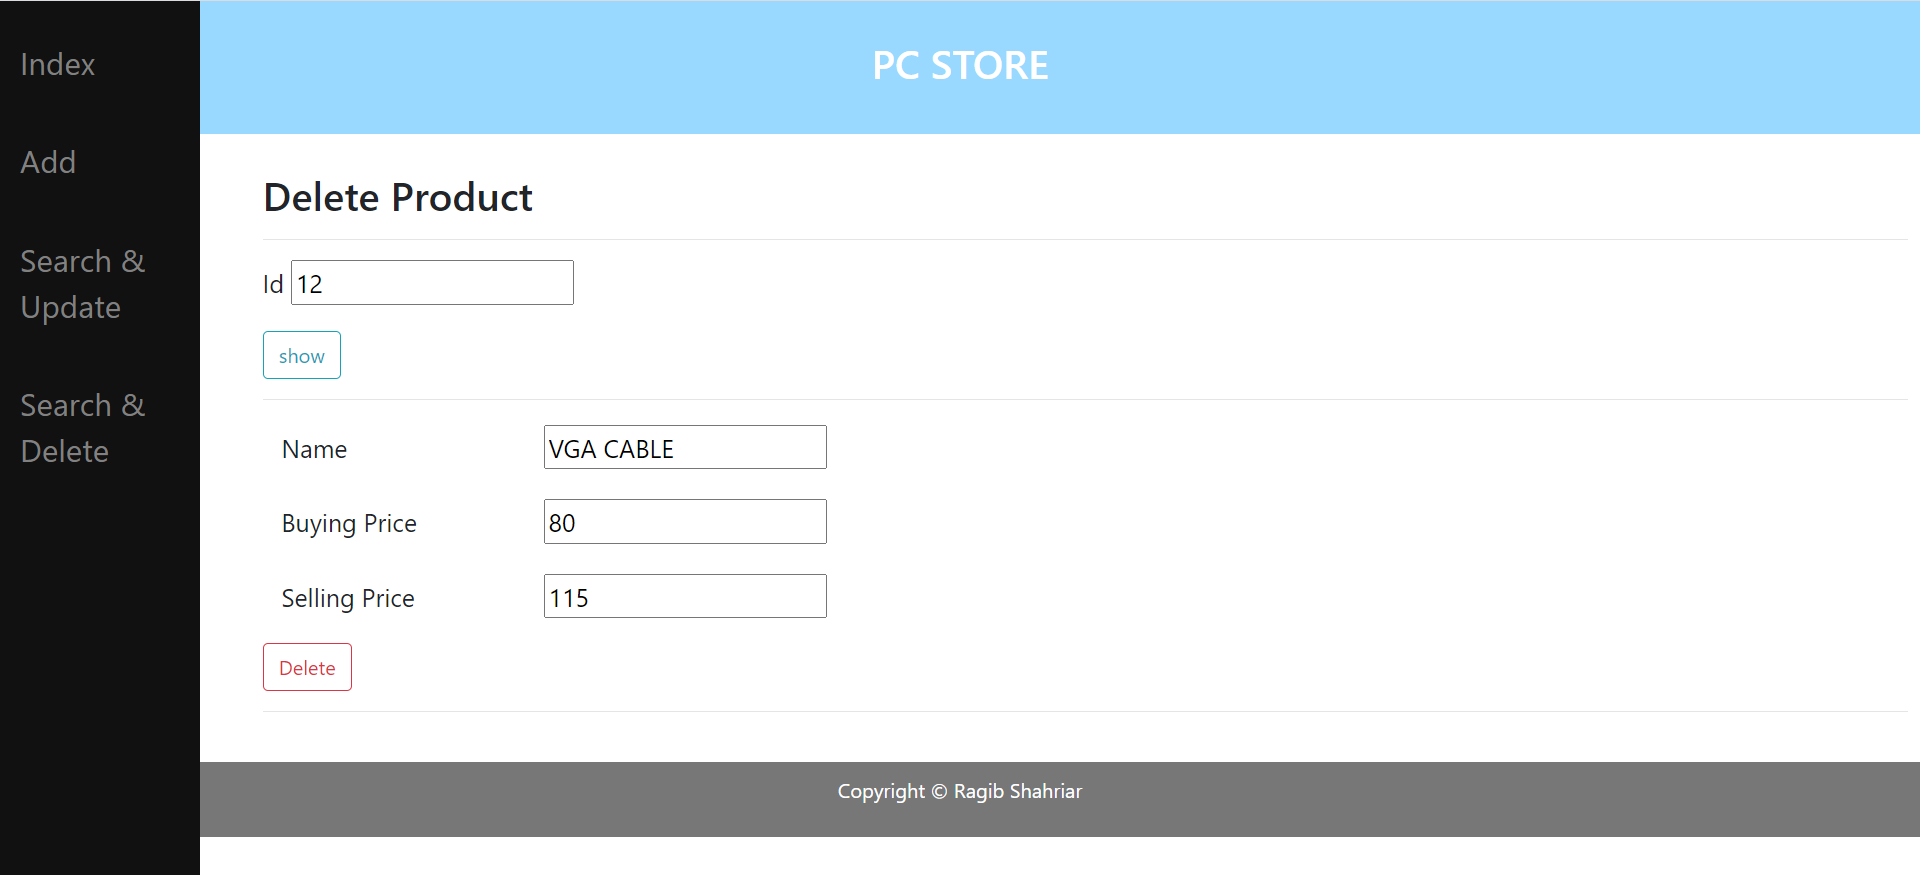 Index
Add
Search &
Update
Search &
Delete
PC STORE
Delete Product
Id 12
show
Name VGA CABLE
Buying Price 80
Selling Price 115
Delete
Copyright © Ragib Shahriar